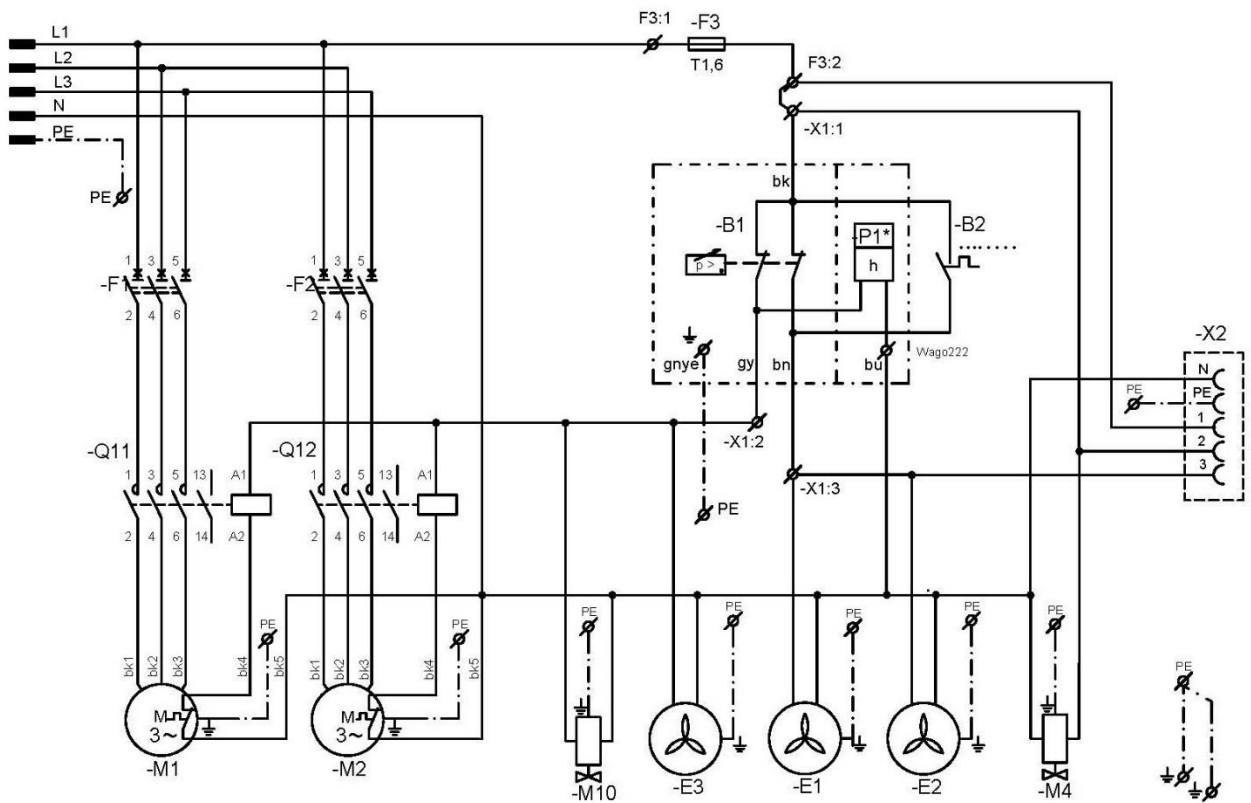 L1
L2
L3
N
PE
PE
F3:1
-F3
T1,6
F3:2
-X1:1
bk
-B1
p >
-P1*
h
-B2
........
1 3 5
-F1
2 4 6
1 3 5
-F2
2 4 6
Wago222
gnye
gy
bn
bu
-X2
N
PE
PE
1
2
3
-X1:2
-X1:3
PE
-Q11
1 3 5 13 A1
2 4 6 14 A2
-Q12
1 3 5 13 A1
2 4 6 14 A2
bk1
bk2
bk3
bk4
PE
bk5
bk1
bk2
bk3
bk4
PE
bk5
PE
PE
PE
PE
PE
PE
M
3~
M
3~
-M1
-M2
-M10
-E3
-E1
-E2
-M4